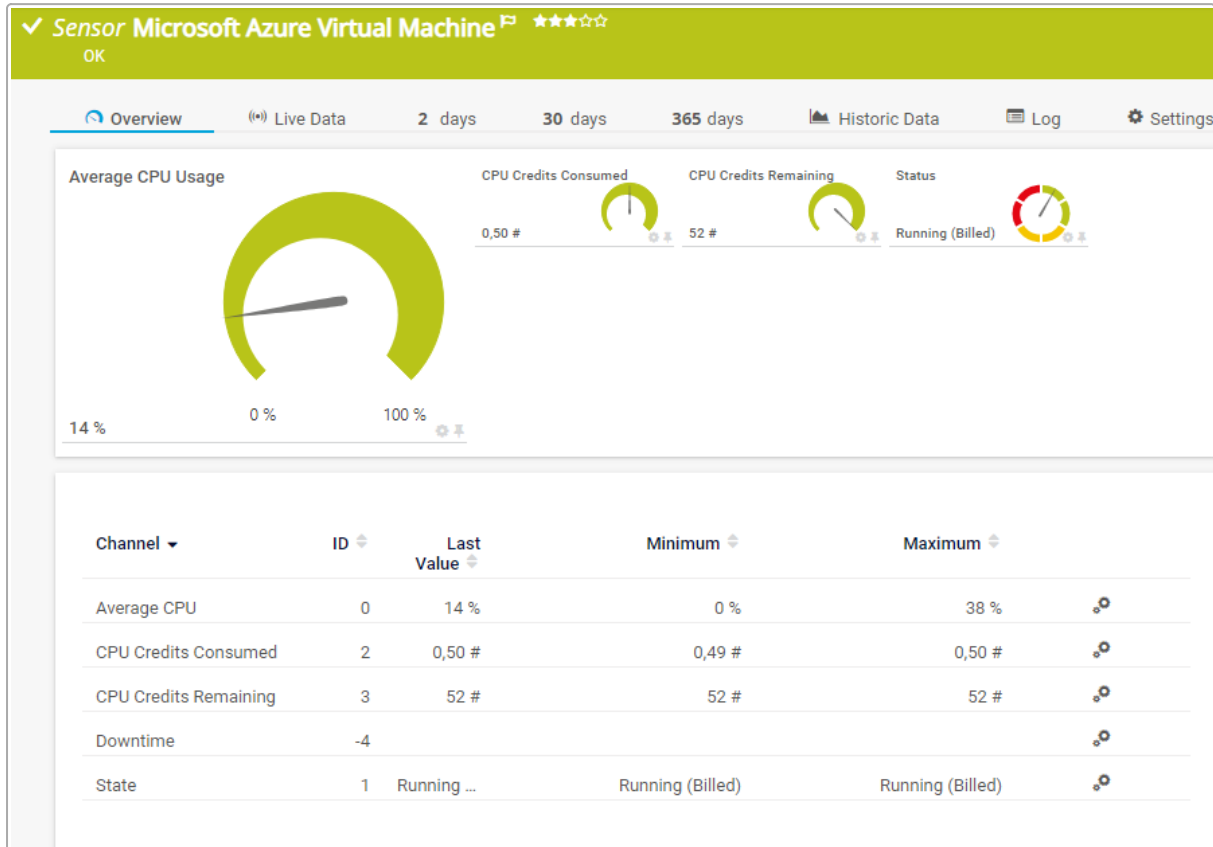 Sensor Microsoft Azure Virtual Machine
OK
Overview Live Data 2 days 30 days 365 days Historic Data Log Settings
Average CPU Usage
0 % 100 %
14 %
CPU Credits Consumed
0,50 #
CPU Credits Remaining
52 #
Status
Running (Billed)
Channel ID Last Value Minimum Maximum
Average CPU 0 14 % 0 % 38 %
CPU Credits Consumed 2 0,50 # 0,49 # 0,50 #
CPU Credits Remaining 3 52 # 52 # 52 #
Downtime -4
State 1 Running ... Running (Billed) Running (Billed)